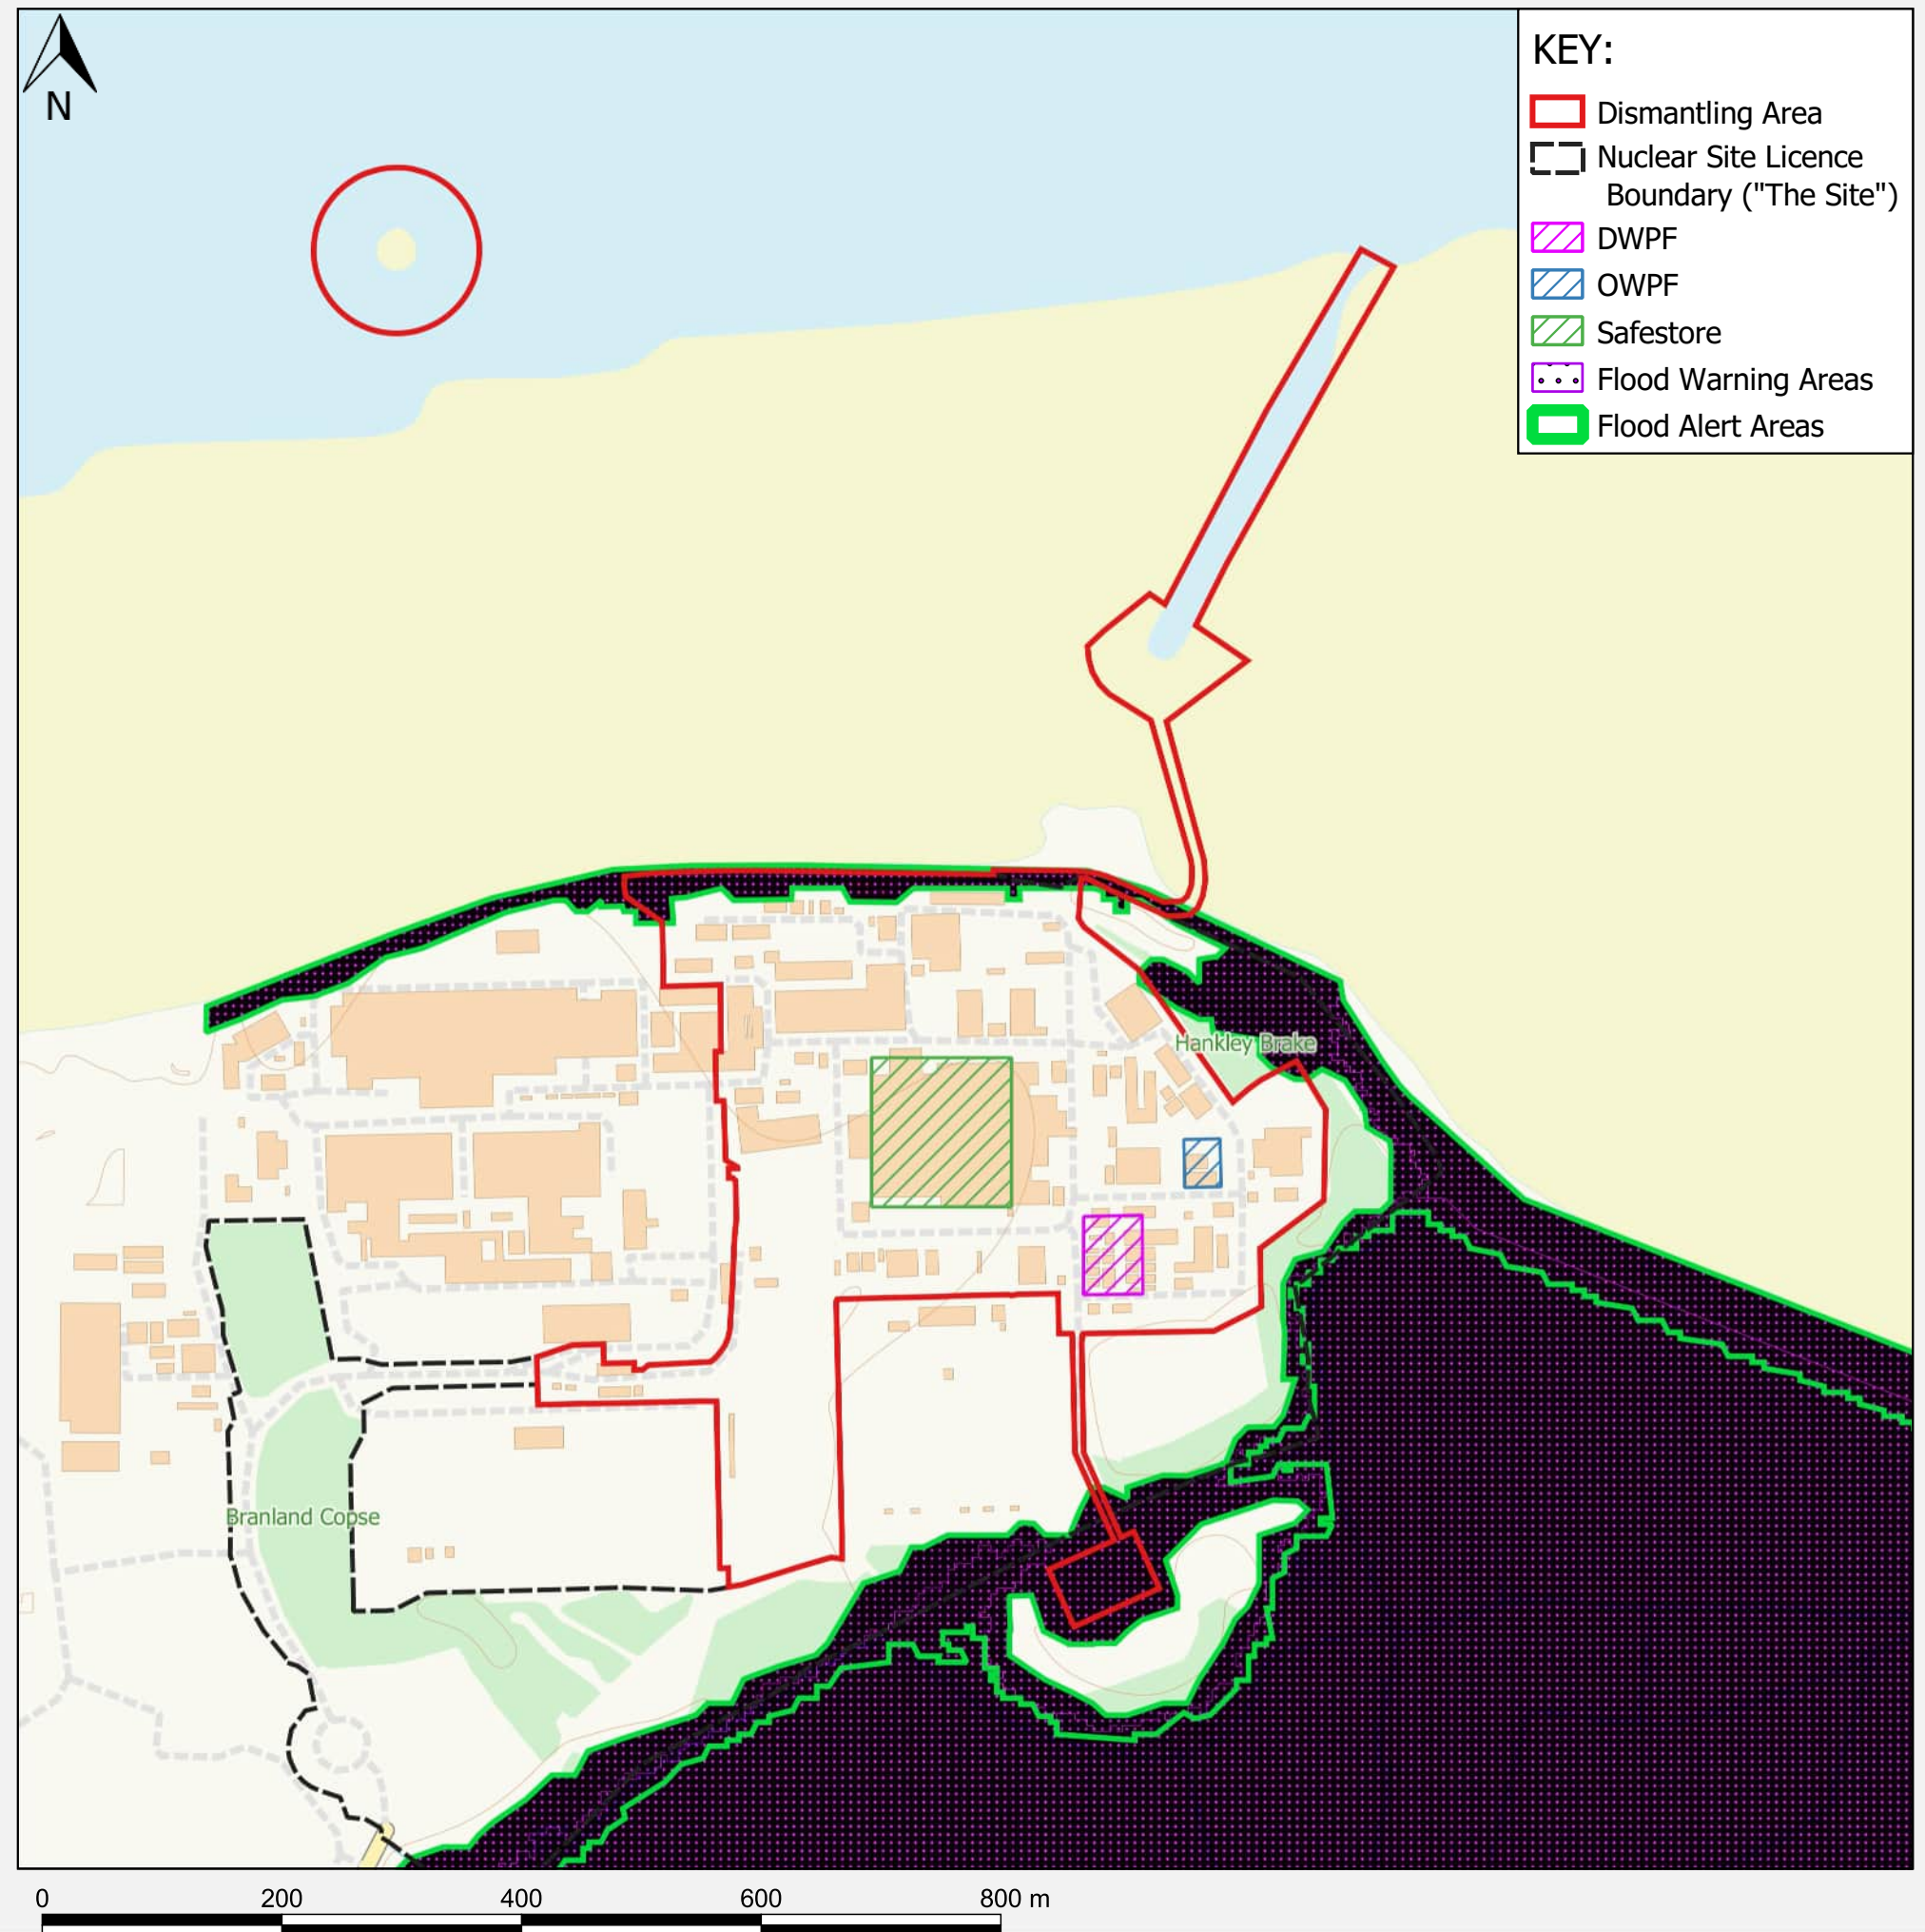 N
KEY:
Dismantling Area
Nuclear Site Licence
Boundary ("The Site")
DWPF
OWPF
Safestore
Flood Warning Areas
Flood Alert Areas
Hankley Brake
Branland Copse
0 200 400 600 800 m